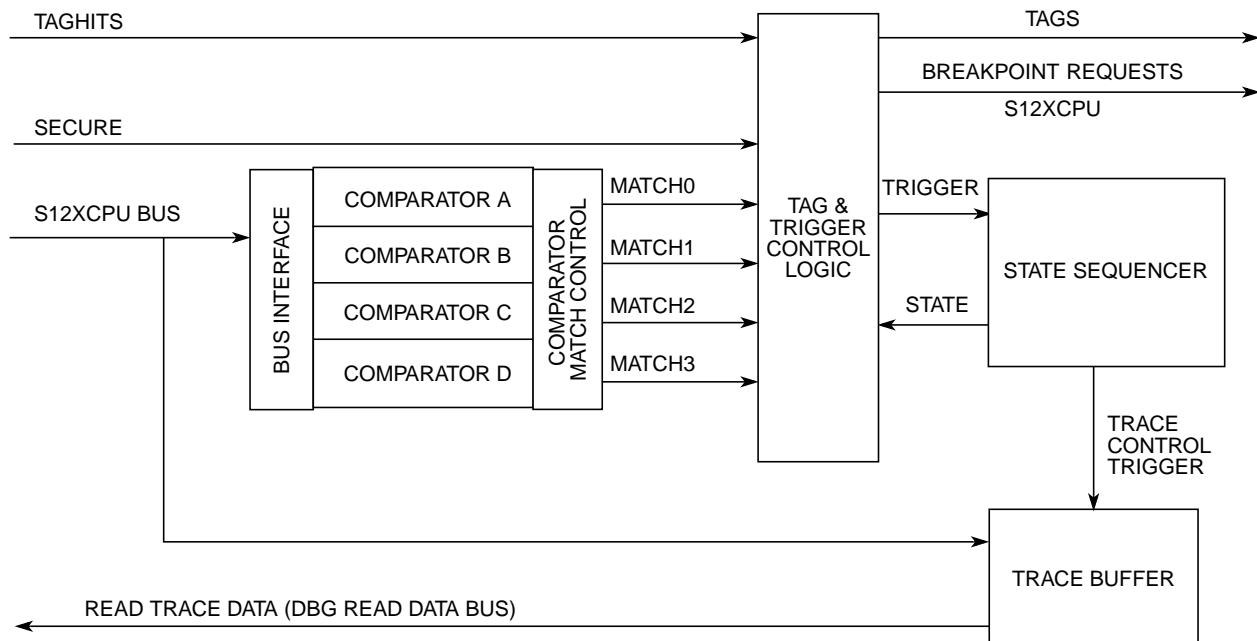 TAGHITS
TAGS
BREAKPOINT REQUESTS
S12XCPU
SECURE
S12XCPU BUS
BUS INTERFACE
COMPARATOR A
COMPARATOR B
COMPARATOR C
COMPARATOR D
COMPARATOR
MATCH CONTROL
MATCH0
MATCH1
MATCH2
MATCH3
TAG &
TRIGGER
CONTROL
LOGIC
TRIGGER
STATE
STATE SEQUENCER
TRACE
CONTROL
TRIGGER
TRACE BUFFER
READ TRACE DATA (DBG READ DATA BUS)